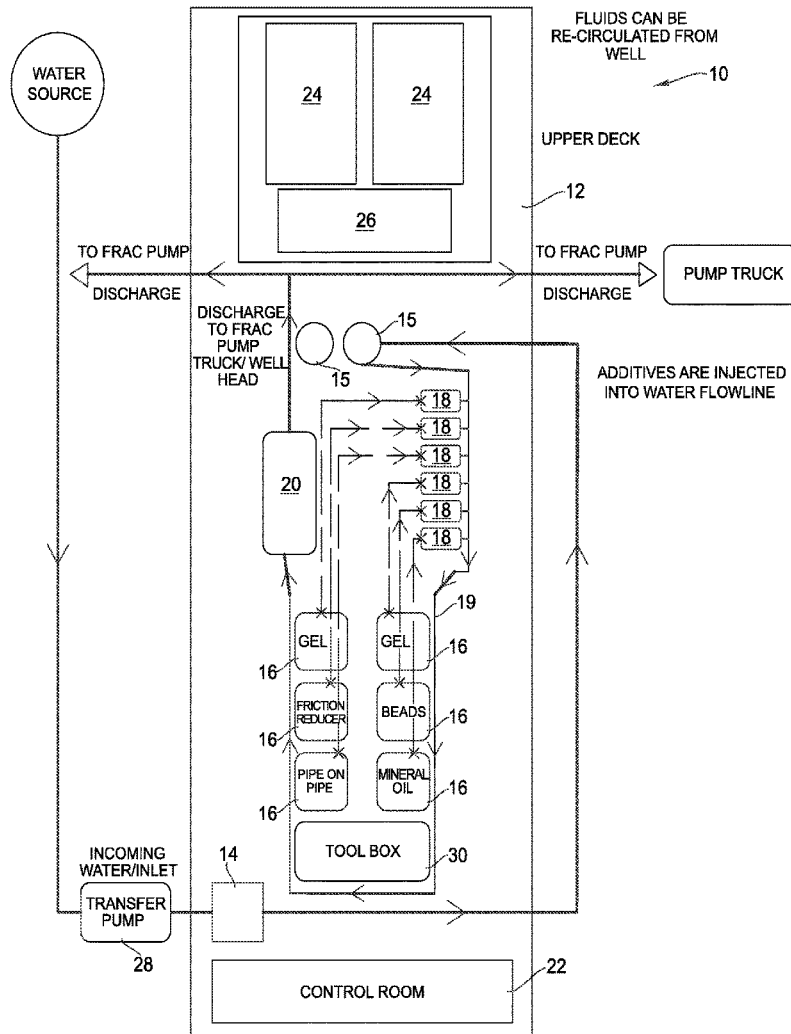 FLUIDS CAN BE
RE-CIRCULATED FROM
WELL
10
WATER
SOURCE
24
24
UPPER DECK
12
26
TO FRAC PUMP
DISCHARGE
TO FRAC PUMP
DISCHARGE
PUMP TRUCK
DISCHARGE
TO FRAC
PUMP
TRUCK/ WELL
HEAD
15
15
ADDITIVES ARE INJECTED
INTO WATER FLOWLINE
18
18
18
18
18
18
20
19
GEL
16
GEL
16
FRICTION
REDUCER
16
BEADS
16
PIPE ON
PIPE
16
MINERAL
OIL
16
TOOL BOX
30
INCOMING
WATER/INLET
14
TRANSFER
PUMP
28
CONTROL ROOM
22